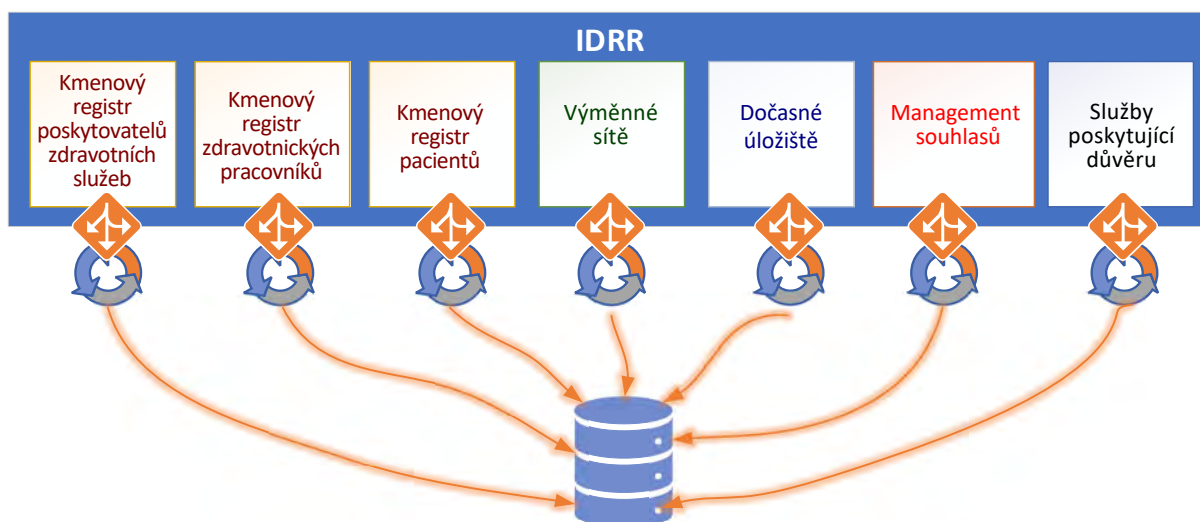 IDRR
Kmenový
registr
poskytovatelů
zdravotních
služeb
Kmenový
registr
zdravotnických
pracovníků
Kmenový
registr
pacientů
Výměnné
sítě
Dočasné
úložiště
Management
souhlasů
Služby
poskytující
důvěru